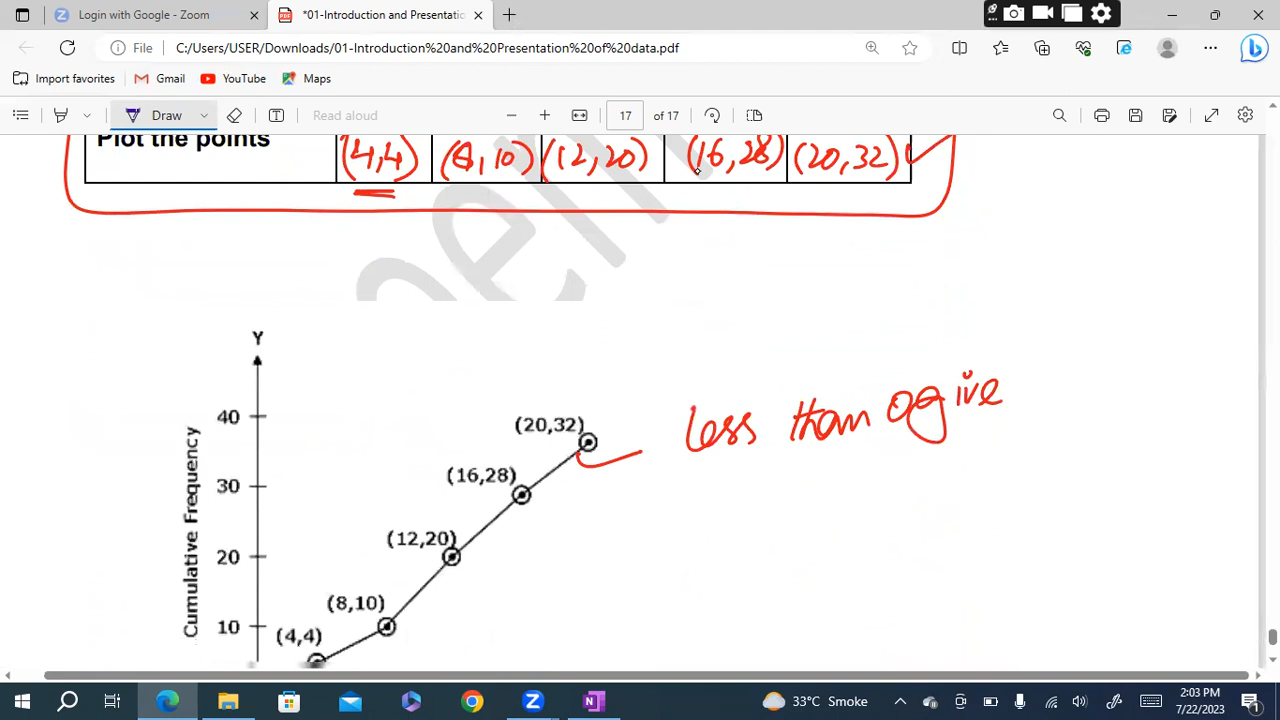 Login with Google - Zoom
*01-Introduction and Presentatio
File
C:/Users/USER/Downloads/01-Introduction%20and%20Presentation%20of%20data.pdf
Import favorites
Gmail
YouTube
Maps
Draw
Read aloud
17
of 17
Plot the points
(4,4)
(8,10)
(12,20)
(16,28)
(20,32)
Y
40
(20,32)
less than ogive
30
(16,28)
20
(12,20)
Cumulative Frequency
10
(8,10)
(4,4)
33°C Smoke
2:03 PM
7/22/2023
1